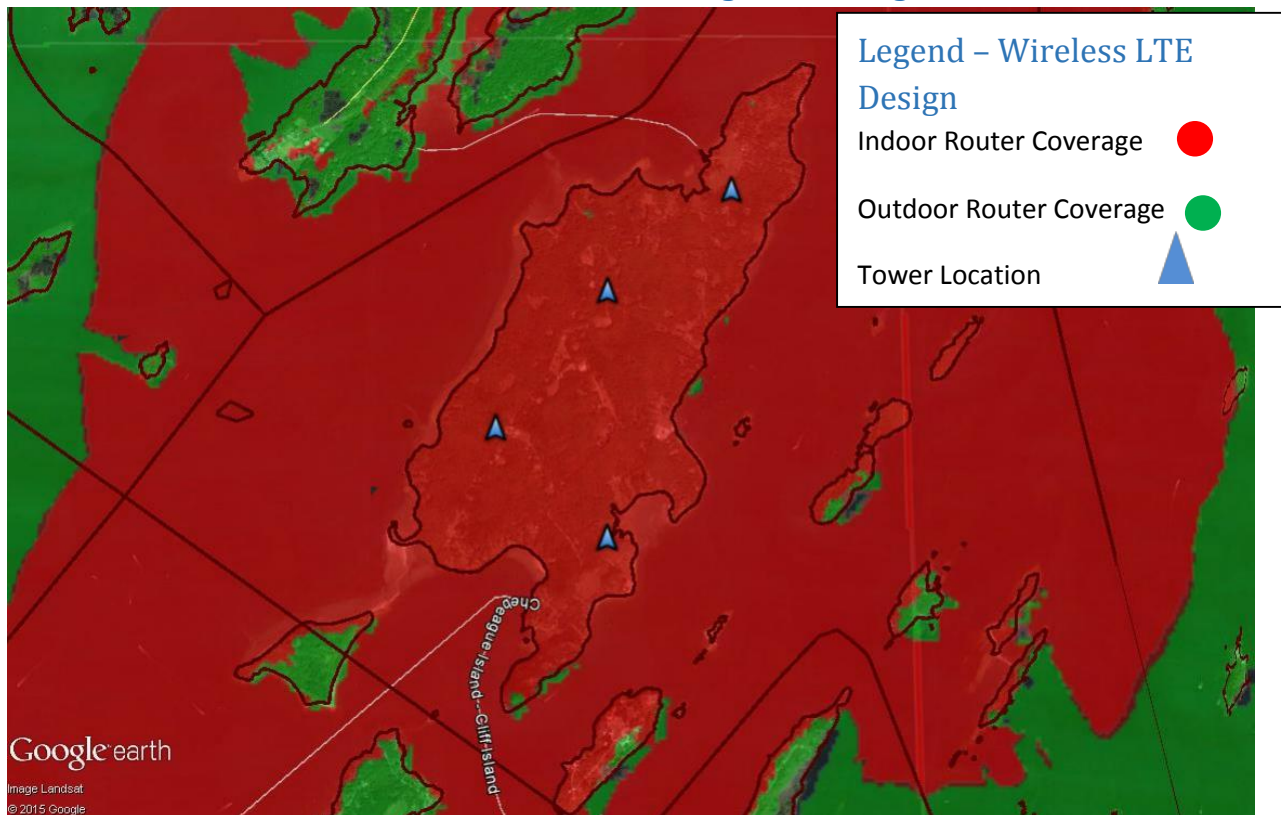 Legend – Wireless LTE
Design
Indoor Router Coverage
Outdoor Router Coverage
Tower Location
Chebeague-Island---Cliff-Island
Google earth
Image Landsat
© 2015 Google